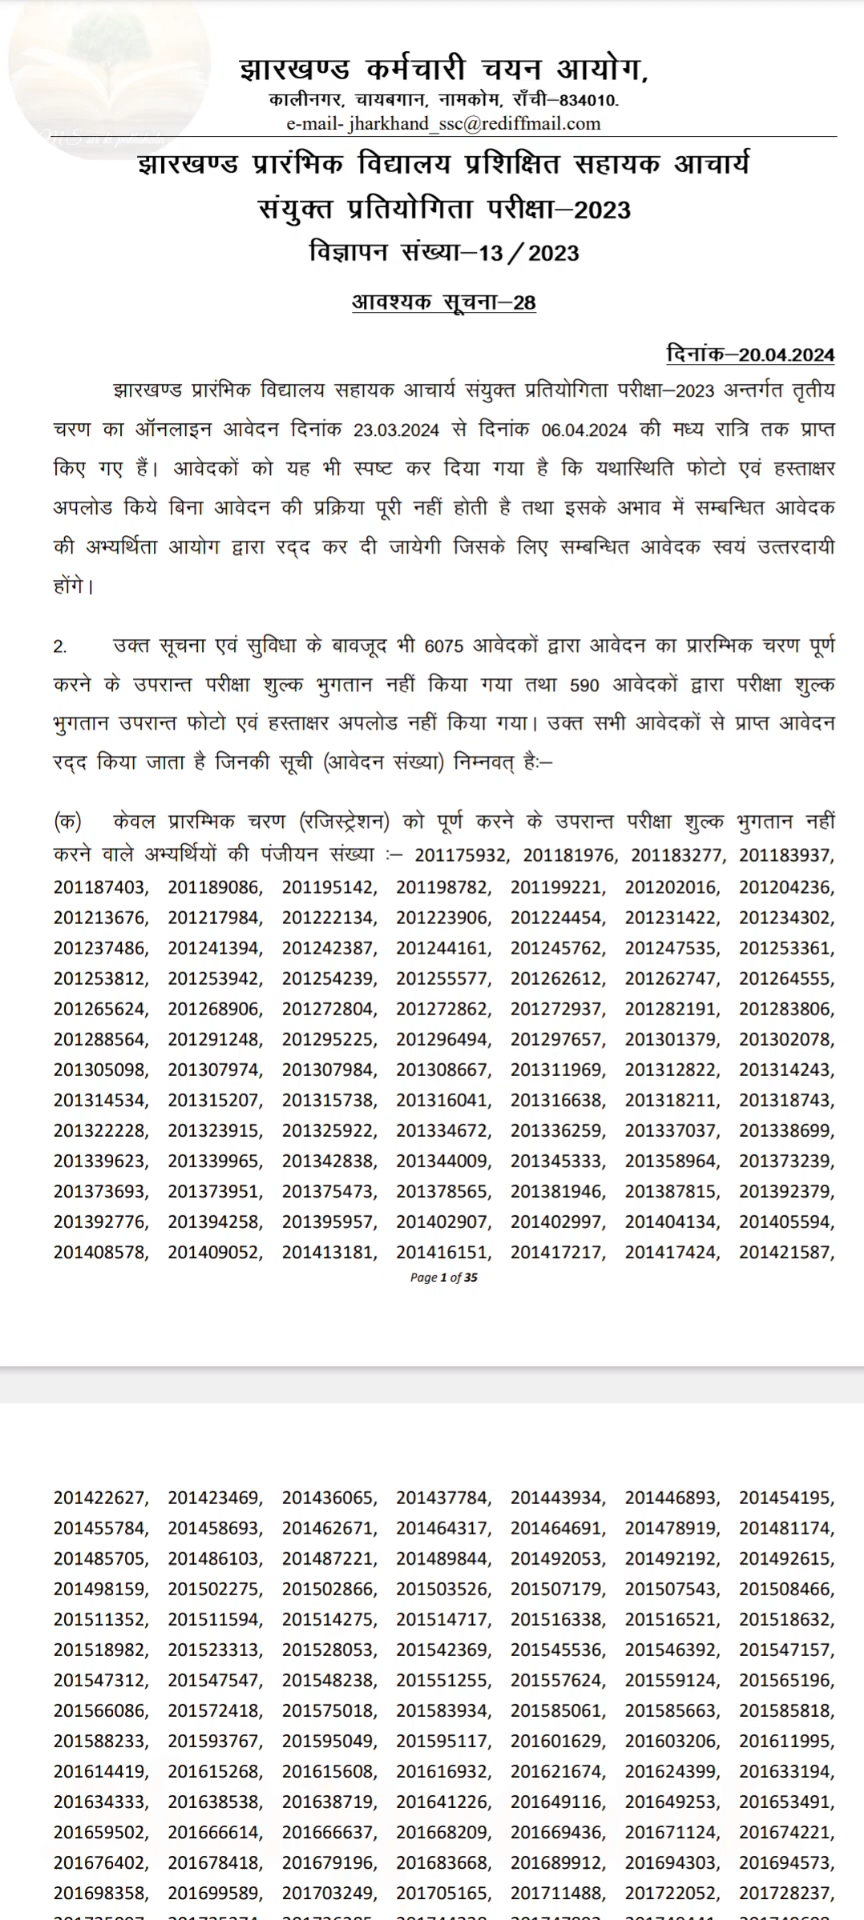 झारखण्ड कर्मचारी चयन आयोग,
कालीनगर, चायबगान, नामकोम, राँची–834010.
e-mail- jharkhand_ssc@rediffmail.com
झारखण्ड प्रारंभिक विद्यालय प्रशिक्षित सहायक आचार्य
संयुक्त प्रतियोगिता परीक्षा–2023
विज्ञापन संख्या–13/2023
आवश्यक सूचना–28
दिनांक–20.04.2024
झारखण्ड प्रारंभिक विद्यालय सहायक आचार्य संयुक्त प्रतियोगिता परीक्षा–2023 अन्तर्गत तृतीय
चरण का ऑनलाइन आवेदन दिनांक 23.03.2024 से दिनांक 06.04.2024 की मध्य रात्रि तक प्राप्त
किए गए हैं। आवेदकों को यह भी स्पष्ट कर दिया गया है कि यथास्थिति फोटो एवं हस्ताक्षर
अपलोड किये बिना आवेदन की प्रक्रिया पूरी नहीं होती है तथा इसके अभाव में सम्बन्धित आवेदक
की अभ्यर्थिता आयोग द्वारा रद्द कर दी जायेगी जिसके लिए सम्बन्धित आवेदक स्वयं उत्तरदायी
होंगे।
2. उक्त सूचना एवं सुविधा के बावजूद भी 6075 आवेदकों द्वारा आवेदन का प्रारम्भिक चरण पूर्ण
करने के उपरान्त परीक्षा शुल्क भुगतान नहीं किया गया तथा 590 आवेदकों द्वारा परीक्षा शुल्क
भुगतान उपरान्त फोटो एवं हस्ताक्षर अपलोड नहीं किया गया। उक्त सभी आवेदकों से प्राप्त आवेदन
रद्द किया जाता है जिनकी सूची (आवेदन संख्या) निम्नवत् है:–
(क) केवल प्रारम्भिक चरण (रजिस्ट्रेशन) को पूर्ण करने के उपरान्त परीक्षा शुल्क भुगतान नहीं
करने वाले अभ्यर्थियों की पंजीयन संख्या :– 201175932, 201181976, 201183277, 201183937,
201187403, 201189086, 201195142, 201198782, 201199221, 201202016, 201204236,
201213676, 201217984, 201222134, 201223906, 201224454, 201231422, 201234302,
201237486, 201241394, 201242387, 201244161, 201245762, 201247535, 201253361,
201253812, 201253942, 201254239, 201255577, 201262612, 201262747, 201264555,
201265624, 201268906, 201272804, 201272862, 201272937, 201282191, 201283806,
201288564, 201291248, 201295225, 201296494, 201297657, 201301379, 201302078,
201305098, 201307974, 201307984, 201308667, 201311969, 201312822, 201314243,
201314534, 201315207, 201315738, 201316041, 201316638, 201318211, 201318743,
201322228, 201323915, 201325922, 201334672, 201336259, 201337037, 201338699,
201339623, 201339965, 201342838, 201344009, 201345333, 201358964, 201373239,
201373693, 201373951, 201375473, 201378565, 201381946, 201387815, 201392379,
201392776, 201394258, 201395957, 201402907, 201402997, 201404134, 201405594,
201408578, 201409052, 201413181, 201416151, 201417217, 201417424, 201421587,
Page 1 of 35
201422627, 201423469, 201436065, 201437784, 201443934, 201446893, 201454195,
201455784, 201458693, 201462671, 201464317, 201464691, 201478919, 201481174,
201485705, 201486103, 201487221, 201489844, 201492053, 201492192, 201492615,
201498159, 201502275, 201502866, 201503526, 201507179, 201507543, 201508466,
201511352, 201511594, 201514275, 201514717, 201516338, 201516521, 201518632,
201518982, 201523313, 201528053, 201542369, 201545536, 201546392, 201547157,
201547312, 201547547, 201548238, 201551255, 201557624, 201559124, 201565196,
201566086, 201572418, 201575018, 201583934, 201585061, 201585663, 201585818,
201588233, 201593767, 201595049, 201595117, 201601629, 201603206, 201611995,
201614419, 201615268, 201615608, 201616932, 201621674, 201624399, 201633194,
201634333, 201638538, 201638719, 201641226, 201649116, 201649253, 201653491,
201659502, 201666614, 201666637, 201668209, 201669436, 201671124, 201674221,
201676402, 201678418, 201679196, 201683668, 201689912, 201694303, 201694573,
201698358, 201699589, 201703249, 201705165, 201711488, 201722052, 201728237,